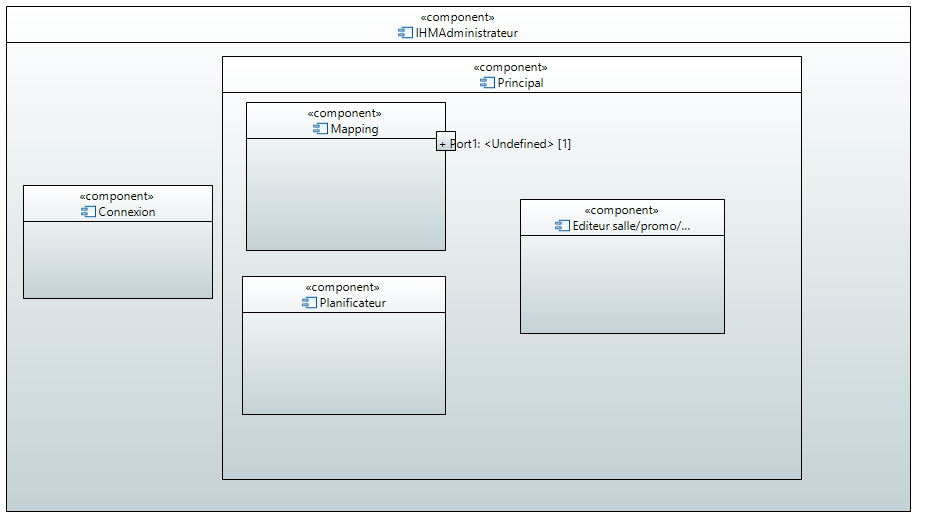 «component»
IHMAdministrateur
«component»
Principal
«component»
Mapping
+ Port1: <Undefined> [1]
«component»
Connexion
«component»
Editeur salle/promo/...
«component»
Planificateur